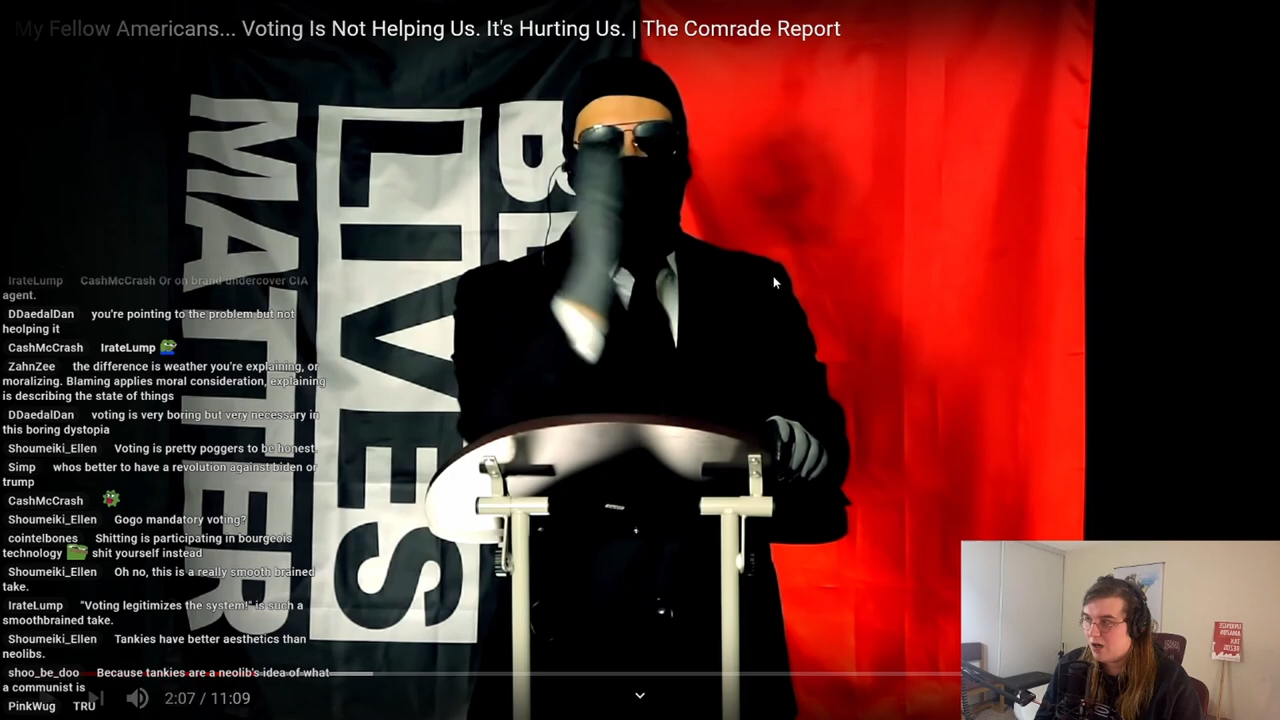 My Fellow Americans... Voting Is Not Helping Us. It's Hurting Us. | The Comrade Report
MATTER
LIVES
IrateLump CashMcCrash Or on brand undercover CIA
agent.
DDaedalDan you're pointing to the problem but not
heolping it
CashMcCrash IrateLump
ZahnZee the difference is weather you're explaining, or
moralizing. Blaming applies moral consideration, explaining
is describing the state of things
DDaedalDan voting is very boring but very necessary in
this boring dystopia
Shoumeiki_Ellen Voting is pretty poggers to be honest.
Simp whos better to have a revolution against biden or
trump
CashMcCrash
Shoumeiki_Ellen Gogo mandatory voting?
cointelbones Shitting is participating in bourgeois
technology shit yourself instead
Shoumeiki_Ellen Oh no, this is a really smooth brained
take.
IrateLump "Voting legitimizes the system!" is such a
smoothbrained take.
Shoumeiki_Ellen Tankies have better aesthetics than
neolibs.
shoo_be_doo Because tankies are a neolib's idea of what
a communist is
PinkWug TRU
2:07 / 11:09